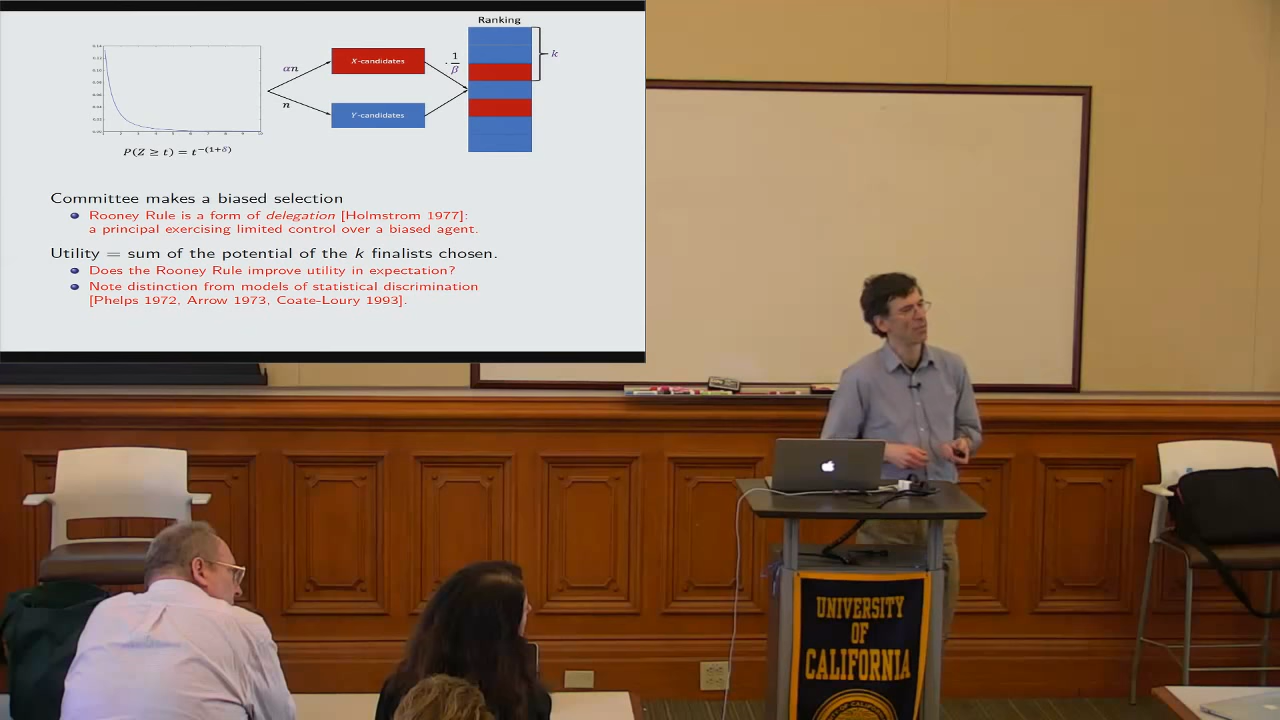 Ranking
αn
X-candidates
· 1/β
k
n
Y-candidates
P(Z ≥ t) = t^−(1+δ)
Committee makes a biased selection
Rooney Rule is a form of delegation [Holmstrom 1977]:
a principal exercising limited control over a biased agent.
Utility = sum of the potential of the k finalists chosen.
Does the Rooney Rule improve utility in expectation?
Note distinction from models of statistical discrimination
[Phelps 1972, Arrow 1973, Coate-Loury 1993].
UNIVERSITY
OF
CALIFORNIA